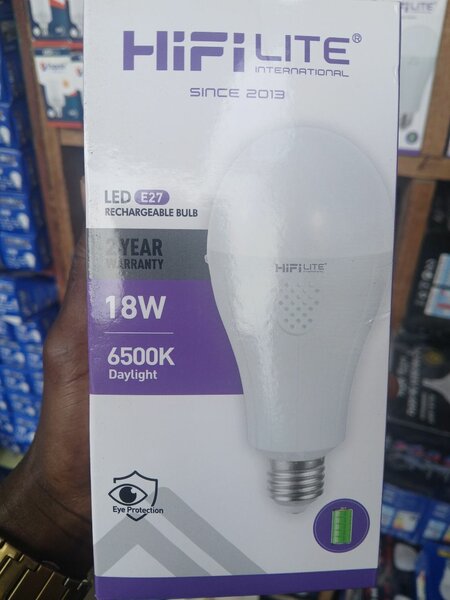 HiFi LITE®
INTERNATIONAL
SINCE 2013
LED E27
RECHARGEABLE BULB
2 YEAR
WARRANTY
18W
6500K
Daylight
HiFi LITE
Eye Protection